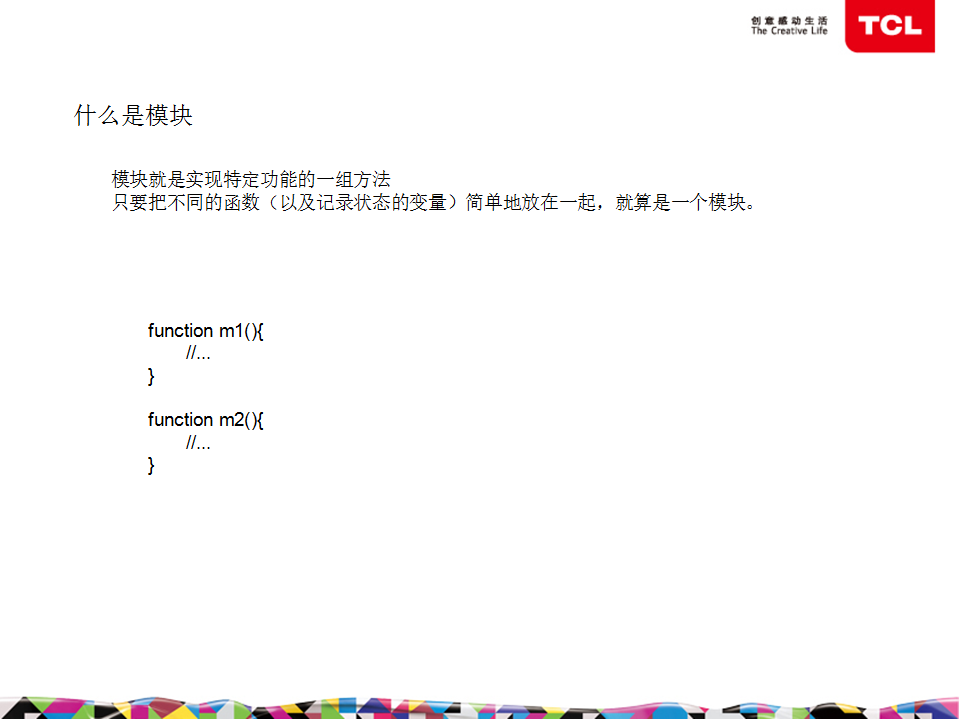 创意感动生活
The Creative Life
TCL
什么是模块
模块就是实现特定功能的一组方法
只要把不同的函数（以及记录状态的变量）简单地放在一起，就算是一个模块。
function m1(){
//...
}
function m2(){
//...
}